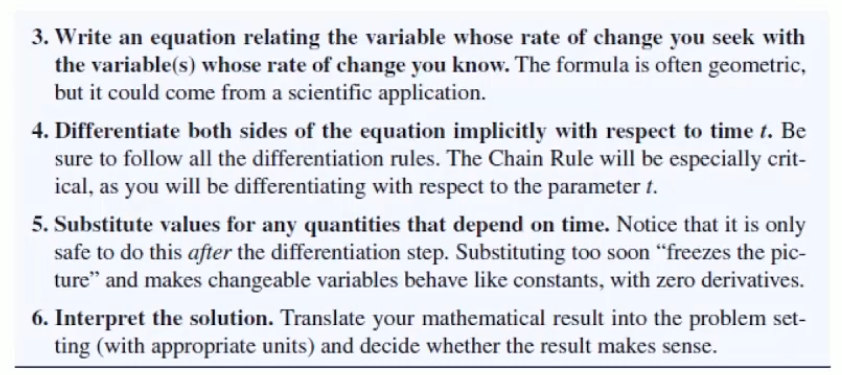 3. Write an equation relating the variable whose rate of change you seek with
the variable(s) whose rate of change you know. The formula is often geometric,
but it could come from a scientific application.
4. Differentiate both sides of the equation implicitly with respect to time t. Be
sure to follow all the differentiation rules. The Chain Rule will be especially crit-
ical, as you will be differentiating with respect to the parameter t.
5. Substitute values for any quantities that depend on time. Notice that it is only
safe to do this after the differentiation step. Substituting too soon “freezes the pic-
ture” and makes changeable variables behave like constants, with zero derivatives.
6. Interpret the solution. Translate your mathematical result into the problem set-
ting (with appropriate units) and decide whether the result makes sense.